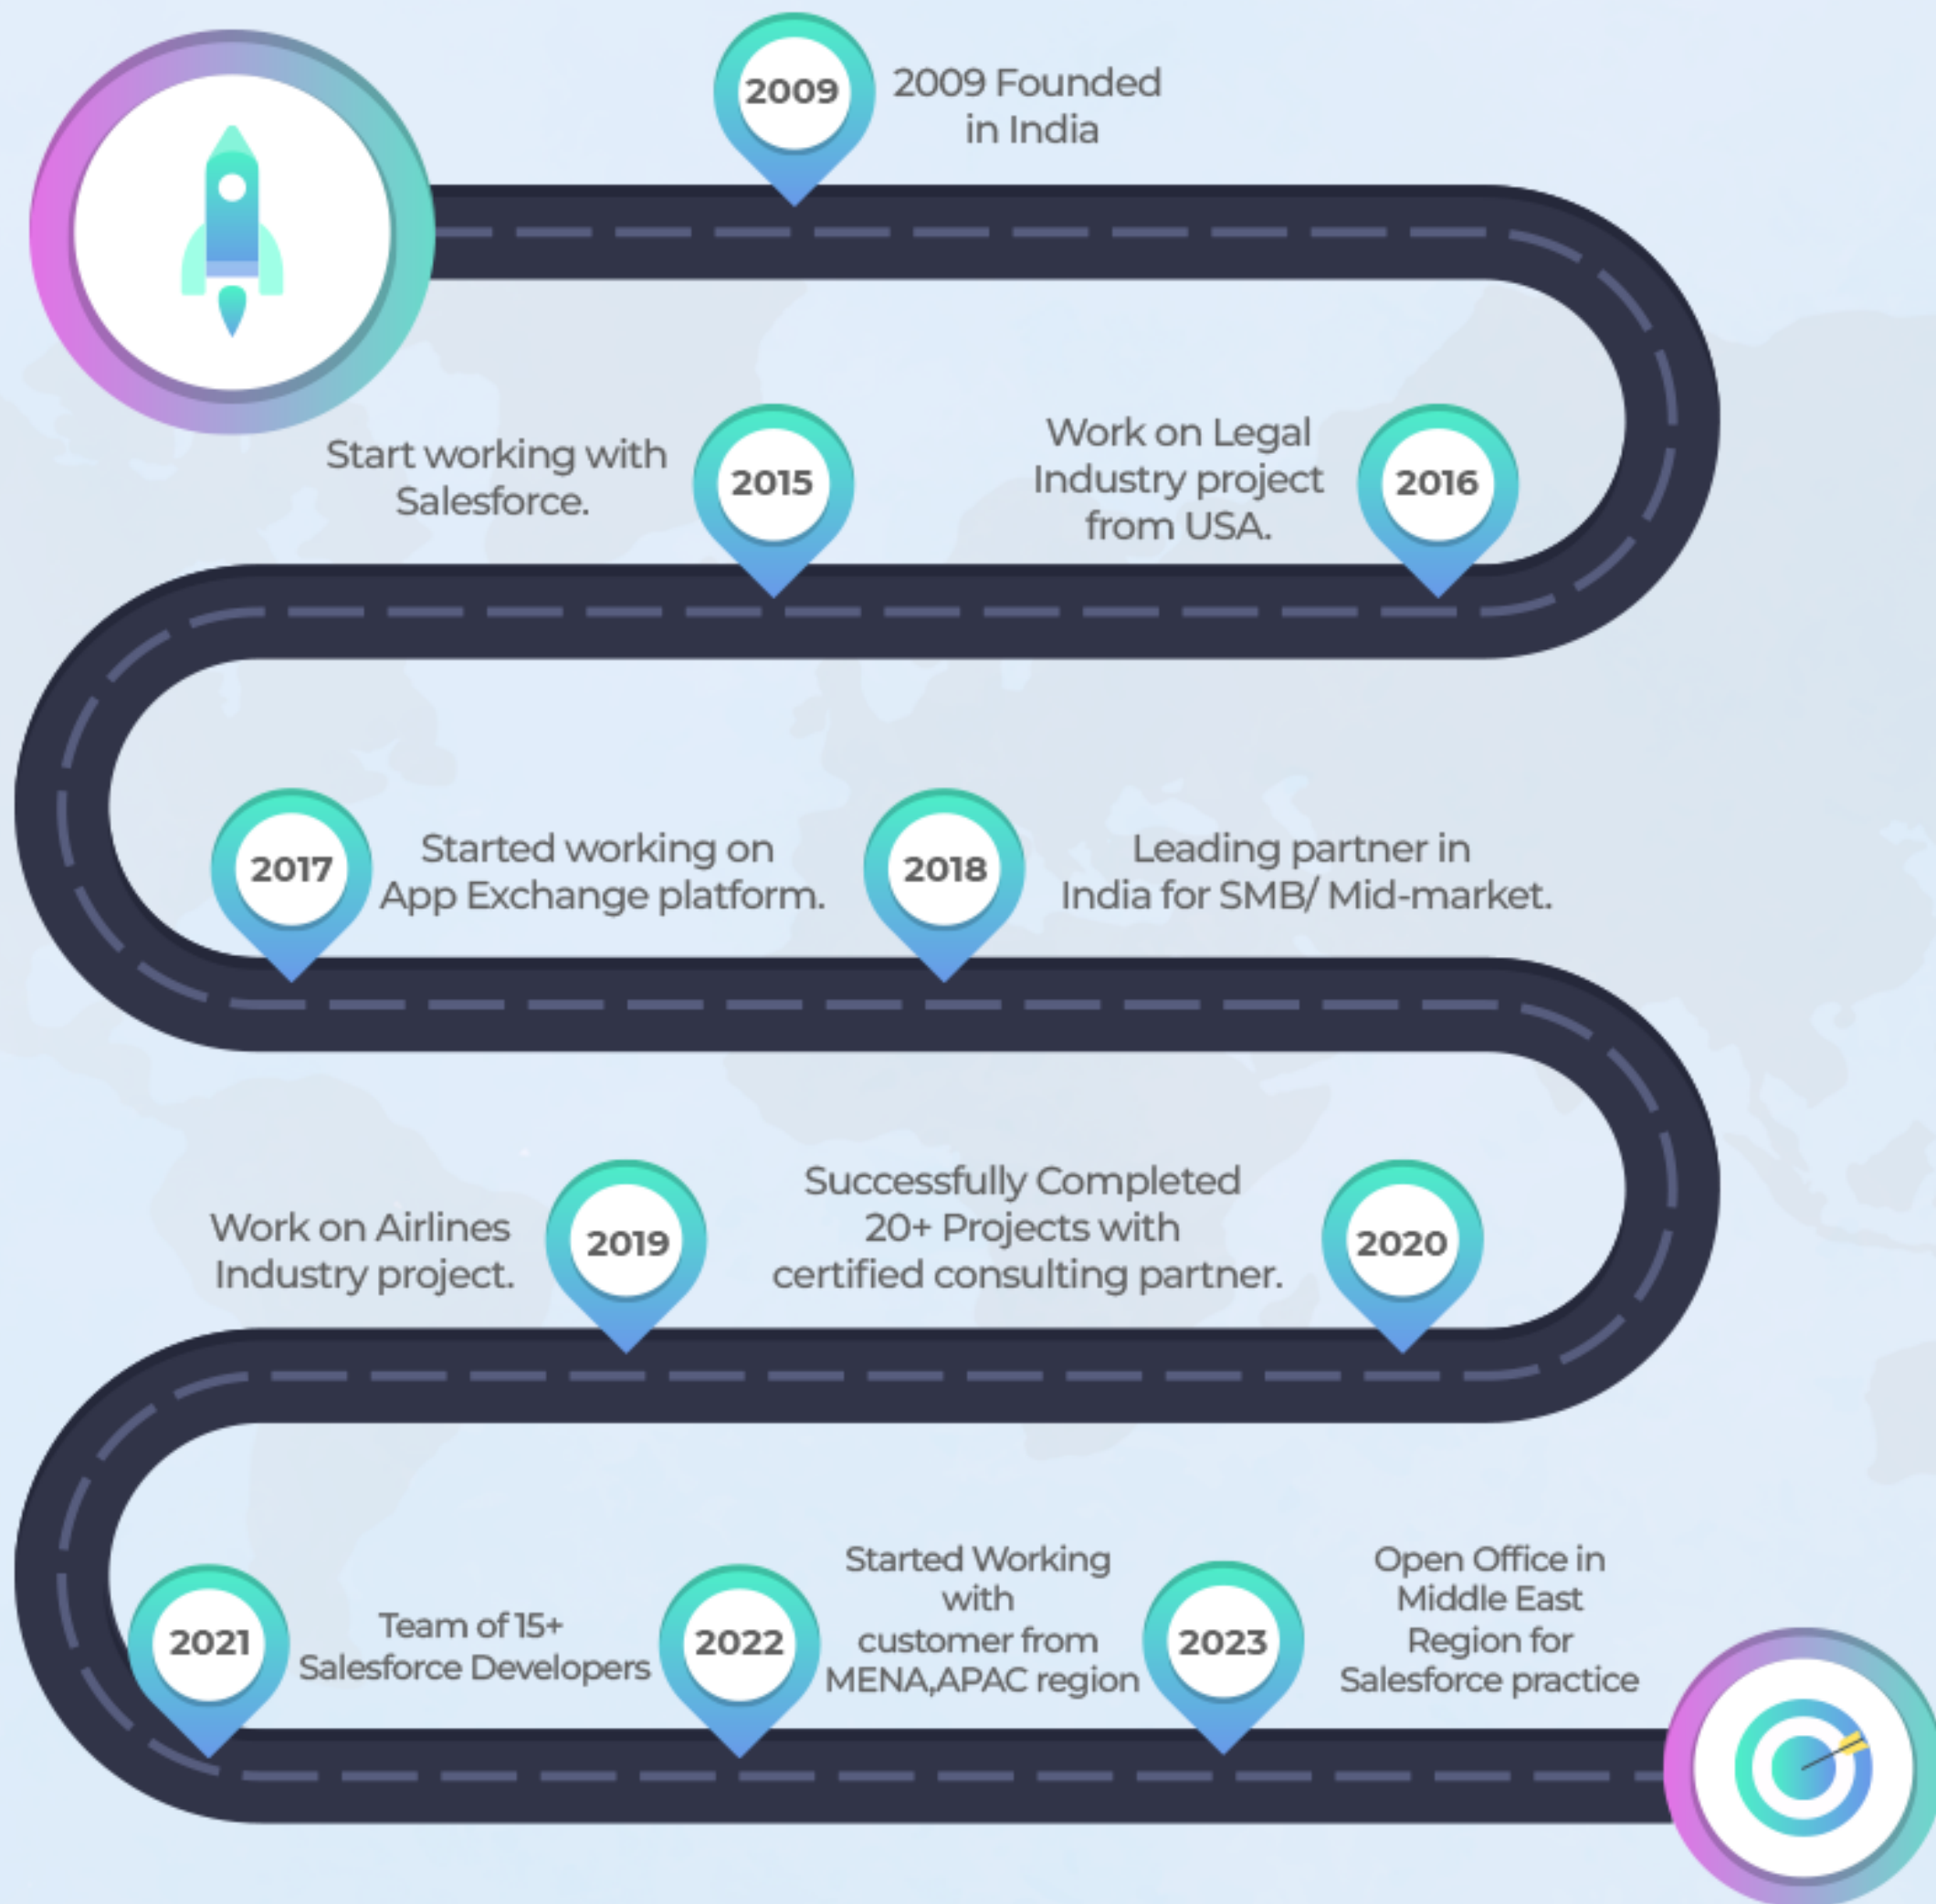 2009
2009 Founded
in India
Start working with
Salesforce.
2015
Work on Legal
Industry project
from USA.
2016
2017
Started working on
App Exchange platform.
2018
Leading partner in
India for SMB/ Mid-market.
Work on Airlines
Industry project.
2019
Successfully Completed
20+ Projects with
certified consulting partner.
2020
2021
Team of 15+
Salesforce Developers
2022
Started Working
with
customer from
MENA,APAC region
2023
Open Office in
Middle East
Region for
Salesforce practice